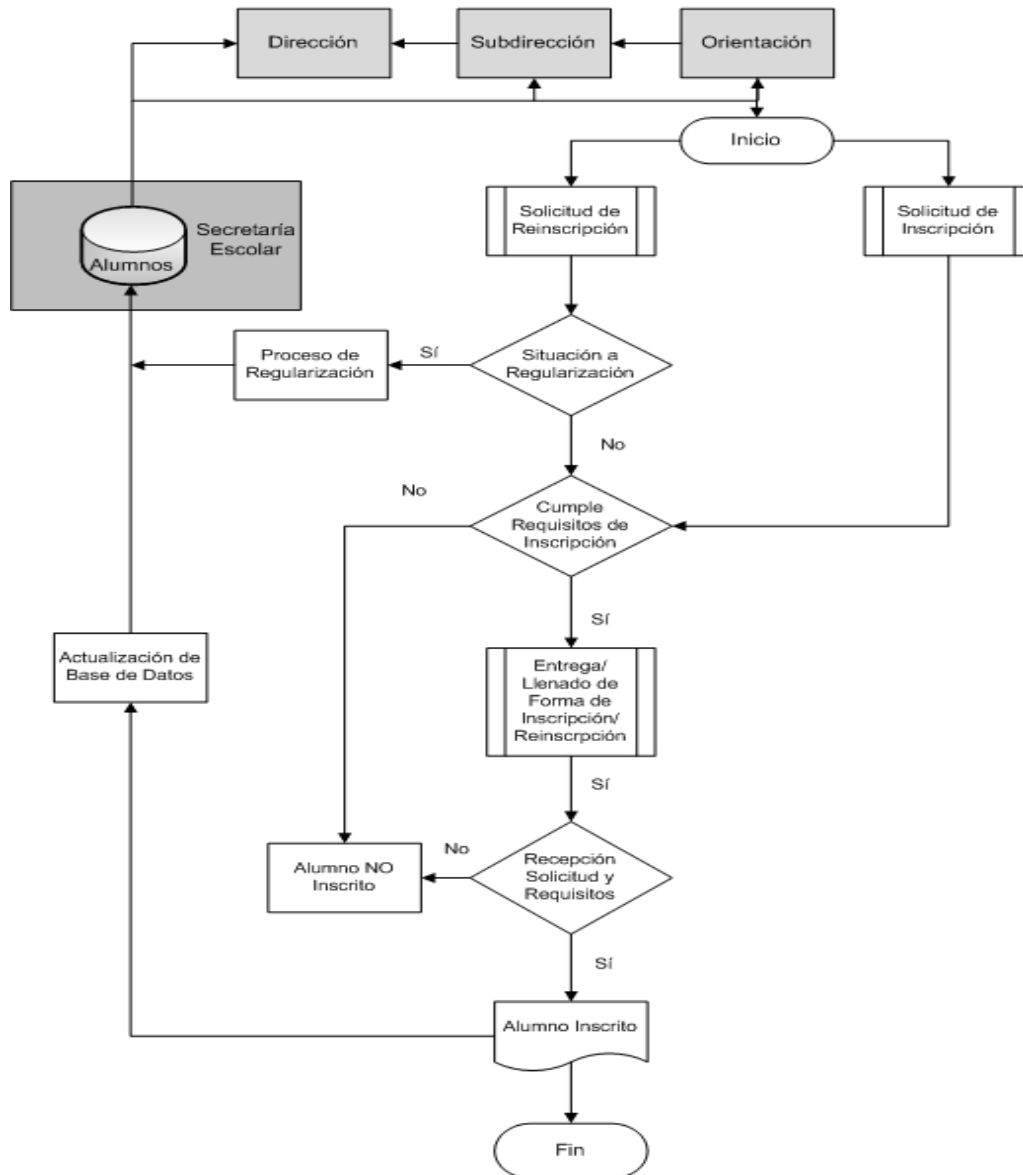 Dirección
Subdirección
Orientación
Inicio
Solicitud de
Reinscripción
Solicitud de
Inscripción
Secretaría
Escolar
Alumnos
Proceso de
Regularización
Sí
Situación a
Regularización
No
No
Cumple
Requisitos de
Inscripción
Sí
Actualización de
Base de Datos
Entrega/
Llenado de
Forma de
Inscripción/
Reinscrpción
Sí
Alumno NO
Inscrito
No
Recepción
Solicitud y
Requisitos
Sí
Alumno Inscrito
Fin